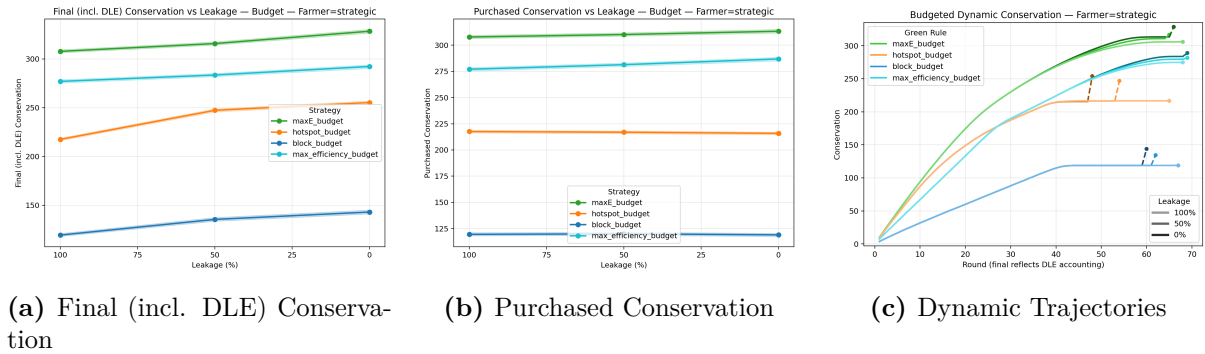 Final (incl. DLE) Conservation vs Leakage — Budget — Farmer=strategic
Final (incl. DLE) Conservation
300
250
200
150
Strategy
maxE_budget
hotspot_budget
block_budget
max_efficiency_budget
100
75
50
25
0
Leakage (%)
(a) Final (incl. DLE) Conserva-
tion
Purchased Conservation vs Leakage — Budget — Farmer=strategic
Purchased Conservation
325
300
275
250
225
200
175
150
125
Strategy
maxE_budget
hotspot_budget
block_budget
max_efficiency_budget
100
75
50
25
0
Leakage (%)
(b) Purchased Conservation
Budgeted Dynamic Conservation — Farmer=strategic
Conservation
300
250
200
150
100
50
0
Green Rule
maxE_budget
hotspot_budget
block_budget
max_efficiency_budget
Leakage
100%
50%
0%
0
10
20
30
40
50
60
70
Round (final reflects DLE accounting)
(c) Dynamic Trajectories